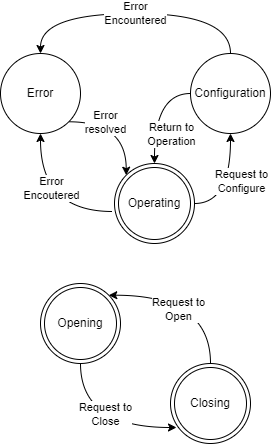 Error
Encountered
Error
Configuration
Error
resolved
Return to
Operation
Error
Encoutered
Request to
Configure
Operating
Request to
Open
Opening
Request to
Close
Closing